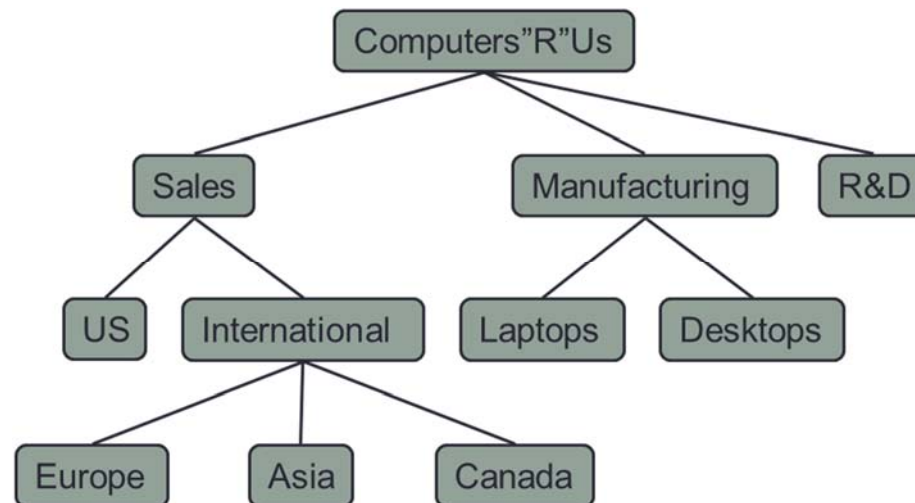 Computers”R”Us
Sales
Manufacturing
R&D
US
International
Laptops
Desktops
Europe
Asia
Canada